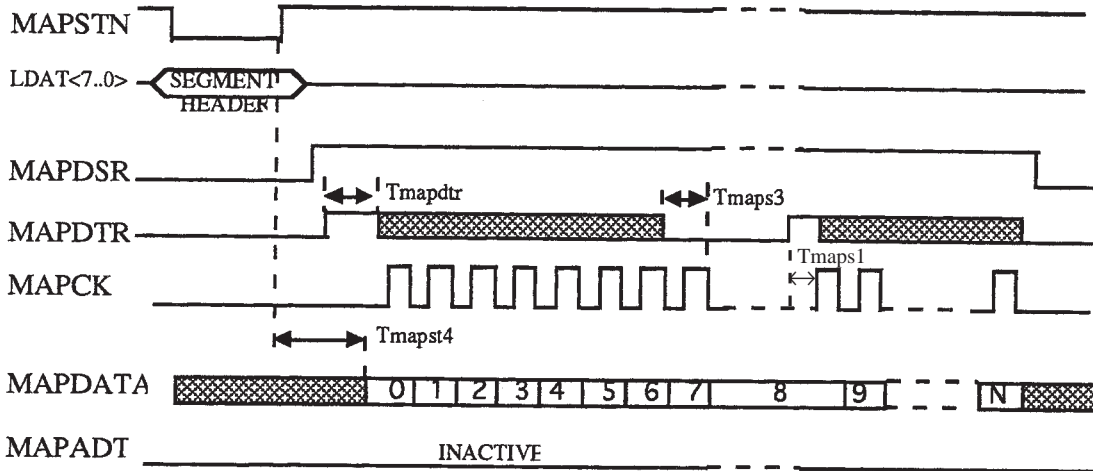 MAPSTN
LDAT<7..0> SEGMENT
HEADER
MAPDSR
Tmapdtr Tmaps3
MAPDTR
Tmaps1
MAPCK
Tmapst4
MAPDATA 0 1 2 3 4 5 6 7 8 9 N
MAPADT INACTIVE